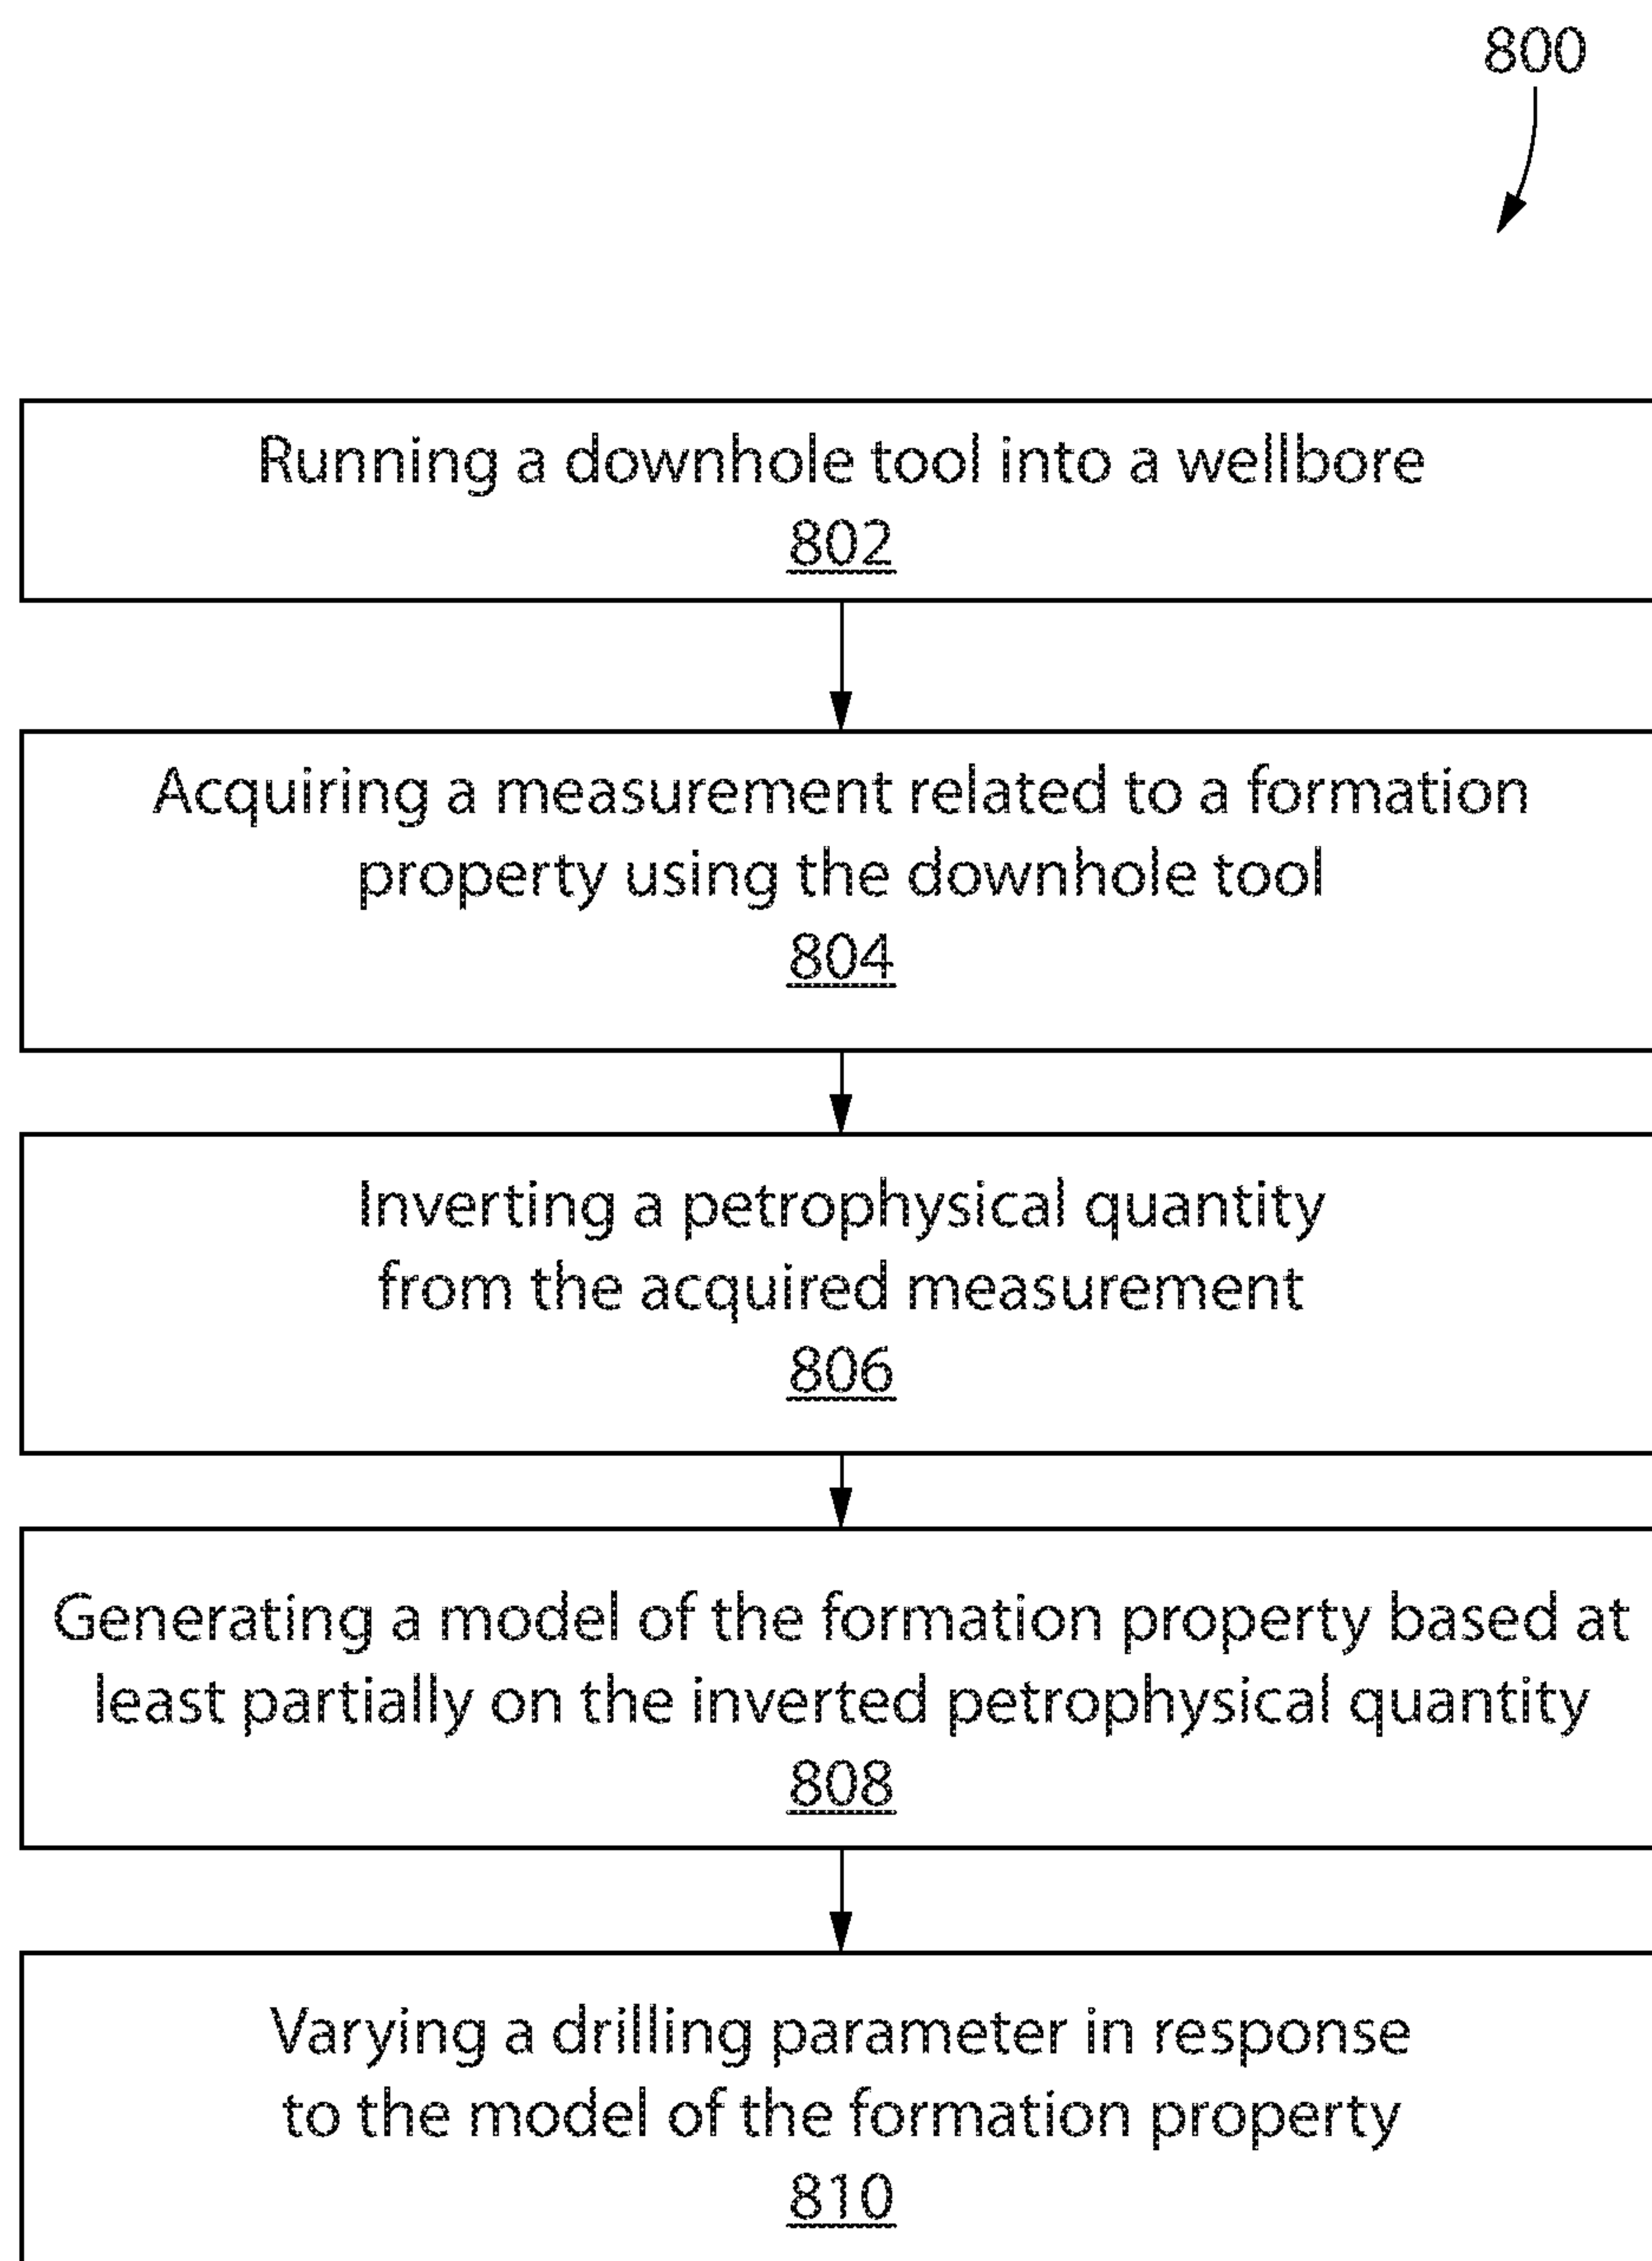 800
Running a downhole tool into a wellbore
802
Acquiring a measurement related to a formation
property using the downhole tool
804
Inverting a petrophysical quantity
from the acquired measurement
806
Generating a model of the formation property based at
least partially on the inverted petrophysical quantity
808
Varying a drilling parameter in response
to the model of the formation property
810